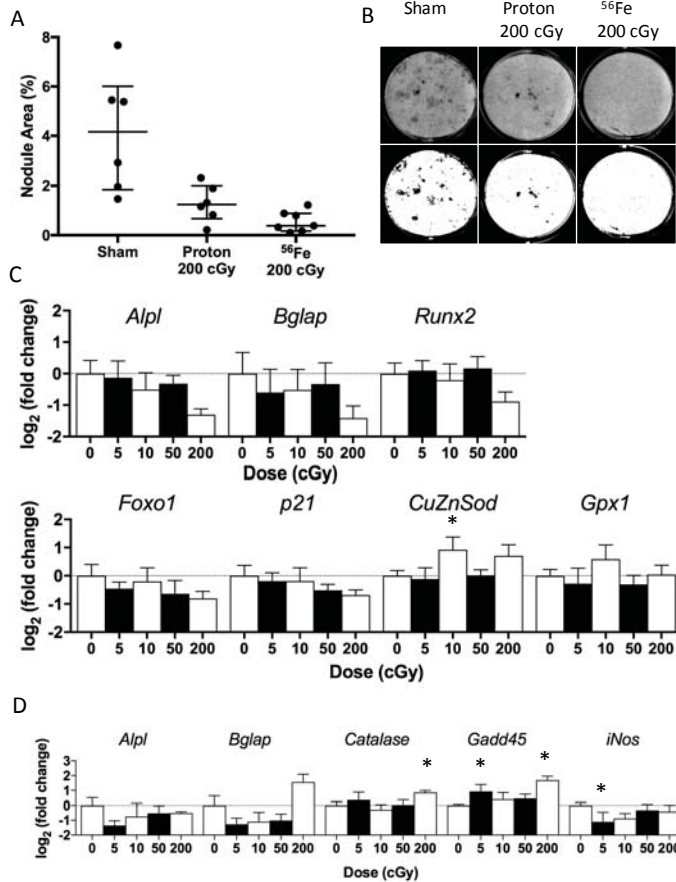 A
Nodule Area (%)
8
6
4
2
0
Sham
Proton
200 cGy
⁵⁶Fe
200 cGy
B
Sham
Proton
200 cGy
⁵⁶Fe
200 cGy
C
log₂ (fold change)
2
1
0
-1
-2
Alpl
Bglap
Runx2
0 5 10 50 200 0 5 10 50 200 0 5 10 50 200
Dose (cGy)
log₂ (fold change)
2
1
0
-1
-2
Foxo1
p21
CuZnSod
Gpx1
*
0 5 10 50 200 0 5 10 50 200 0 5 10 50 200 0 5 10 50 200
Dose (cGy)
D
log₂ (fold change)
3
2
1
0
-1
-2
Alpl
Bglap
Catalase
Gadd45
iNos
* * * *
0 5 10 50 200 0 5 10 50 200 0 5 10 50 200 0 5 10 50 200 0 5 10 50 200
Dose (cGy)